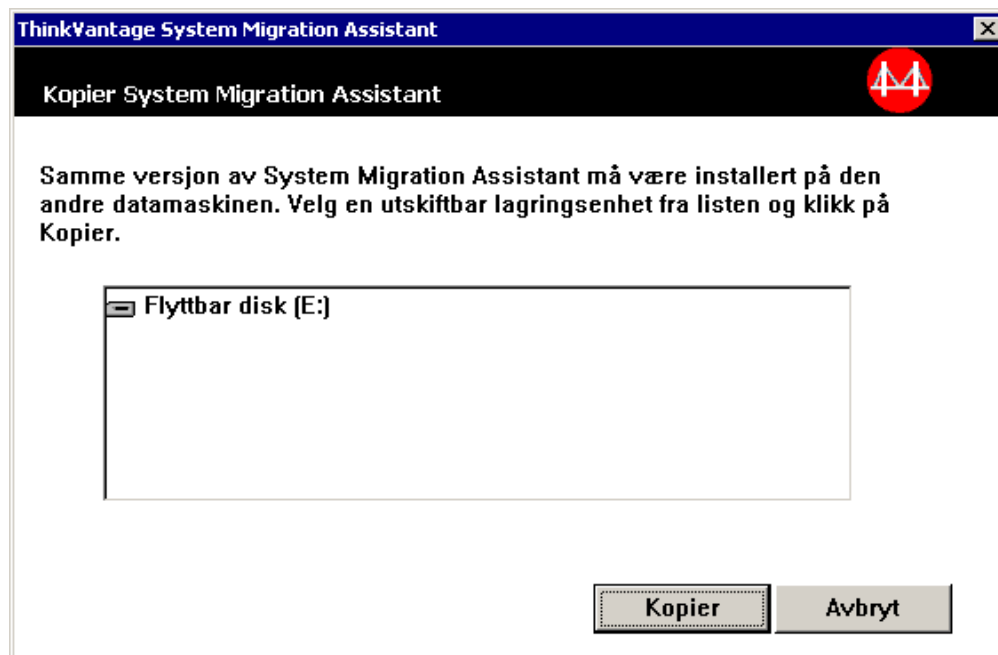 ThinkVantage System Migration Assistant
Kopier System Migration Assistant
Samme versjon av System Migration Assistant må være installert på den
andre datamaskinen. Velg en utskiftbar lagringsenhet fra listen og klikk på
Kopier.
Flyttbar disk (E:)
Kopier
Avbryt